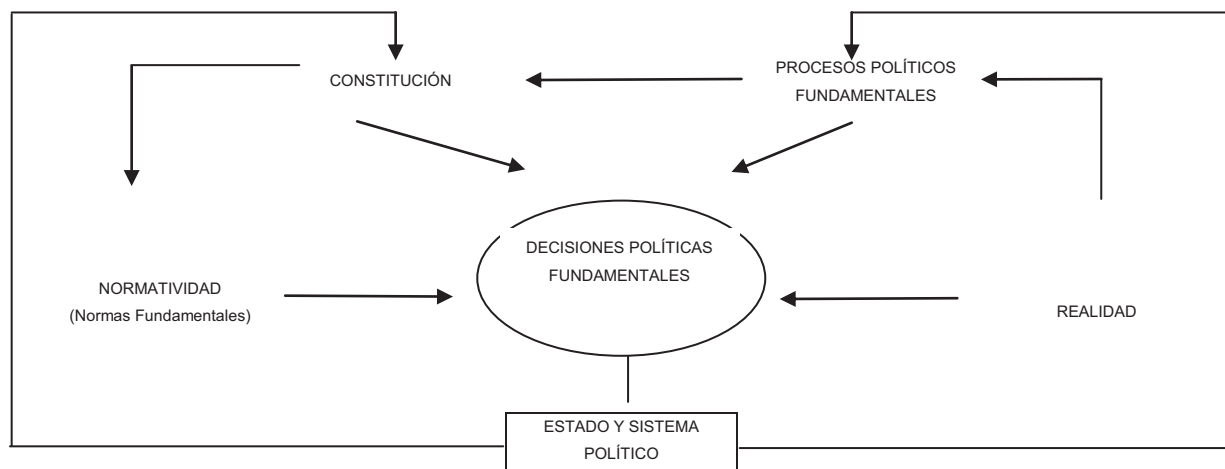 CONSTITUCIÓN
PROCESOS POLÍTICOS
FUNDAMENTALES
DECISIONES POLÍTICAS
FUNDAMENTALES
NORMATIVIDAD
(Normas Fundamentales)
REALIDAD
ESTADO Y SISTEMA
POLÍTICO